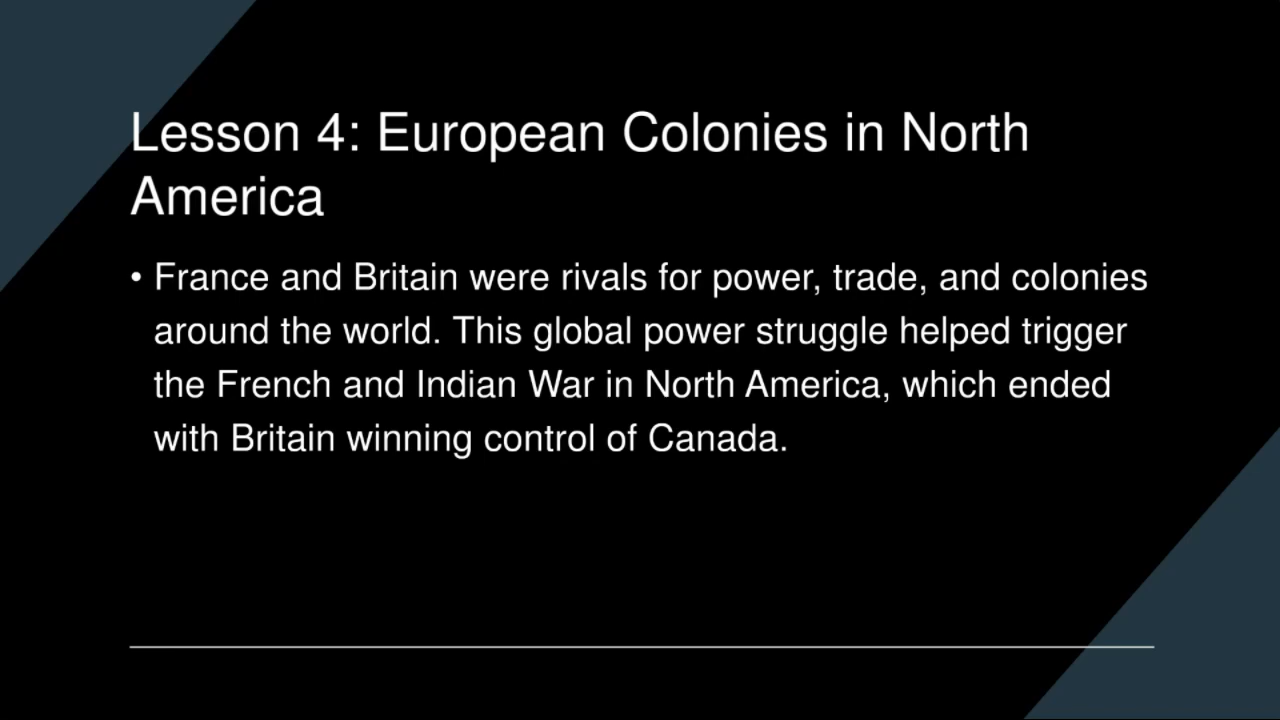 Lesson 4: European Colonies in North
America
• France and Britain were rivals for power, trade, and colonies
around the world. This global power struggle helped trigger
the French and Indian War in North America, which ended
with Britain winning control of Canada.